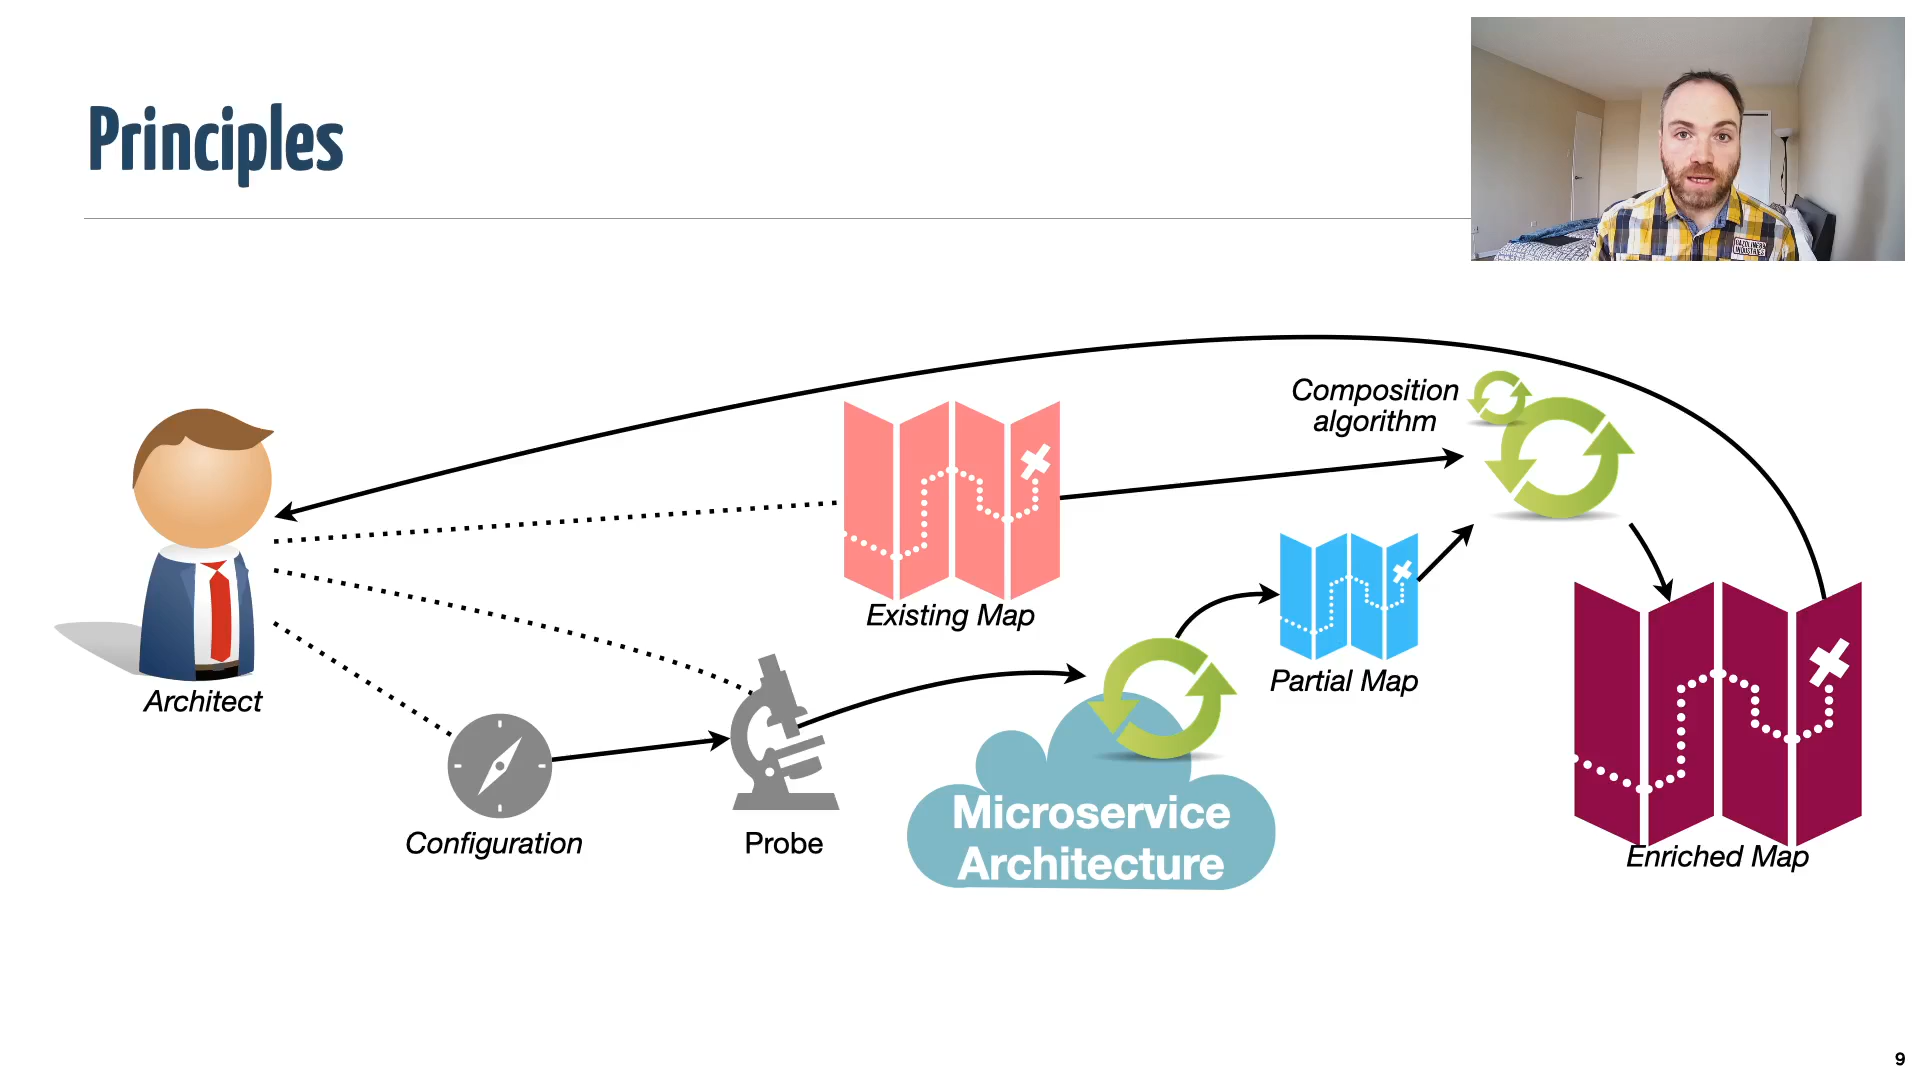 Principles
Composition
algorithm
Existing Map
Architect
Partial Map
Configuration
Probe
Microservice
Architecture
Enriched Map
9